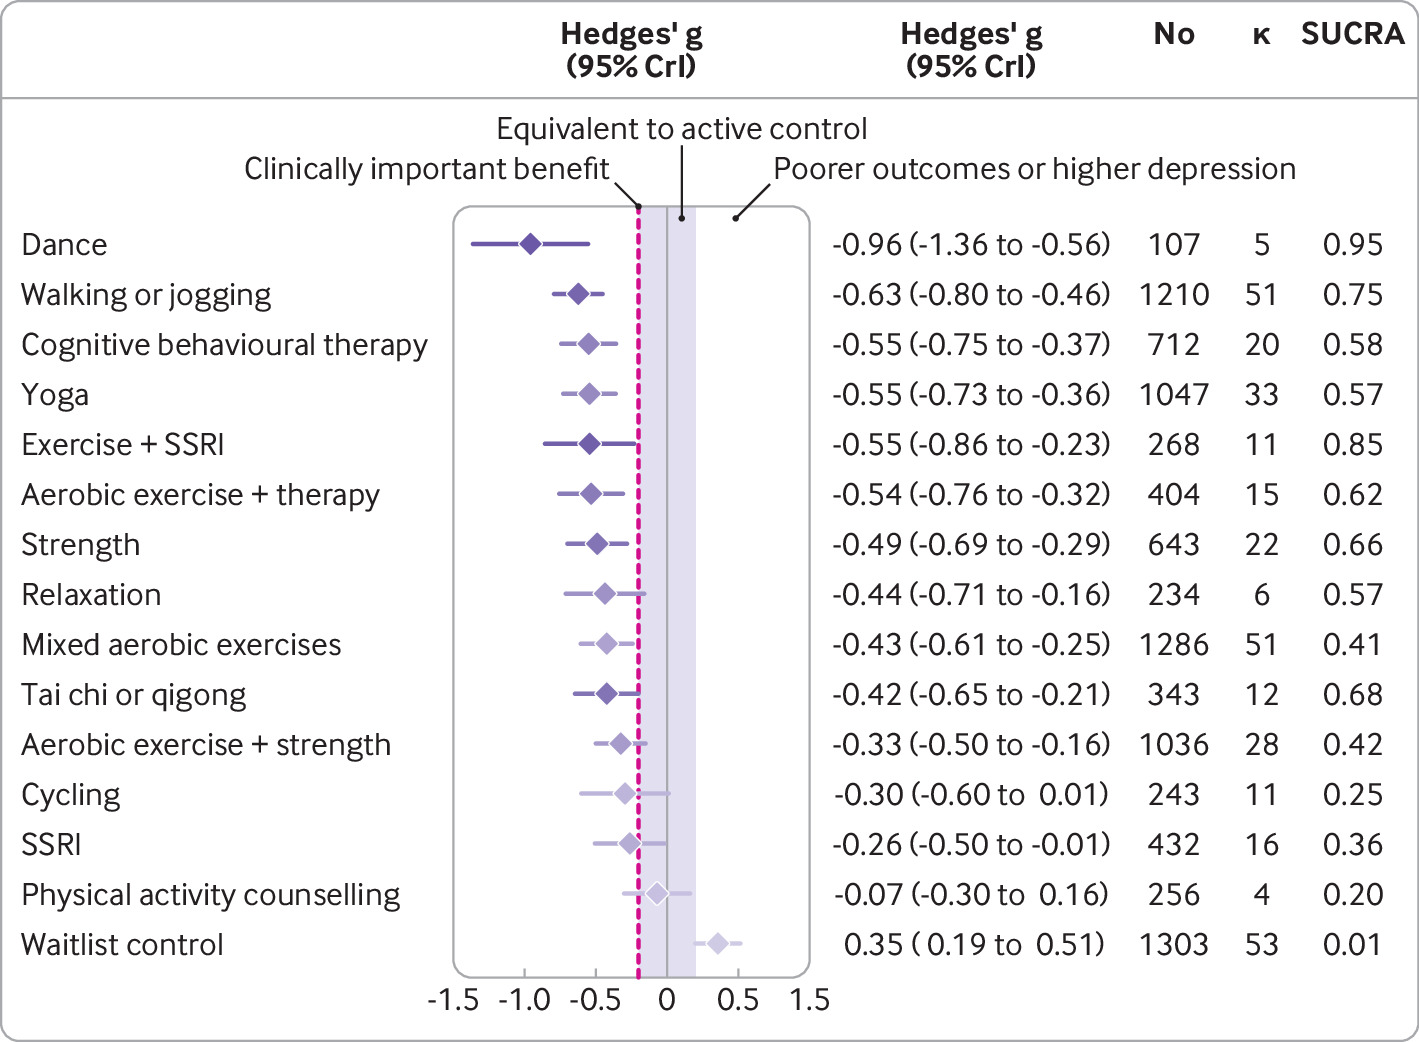 Hedges' g (95% CrI) Hedges' g (95% CrI) No κ SUCRA
Equivalent to active control
Clinically important benefit Poorer outcomes or higher depression
Dance -0.96 (-1.36 to -0.56) 107 5 0.95
Walking or jogging -0.63 (-0.80 to -0.46) 1210 51 0.75
Cognitive behavioural therapy -0.55 (-0.75 to -0.37) 712 20 0.58
Yoga -0.55 (-0.73 to -0.36) 1047 33 0.57
Exercise + SSRI -0.55 (-0.86 to -0.23) 268 11 0.85
Aerobic exercise + therapy -0.54 (-0.76 to -0.32) 404 15 0.62
Strength -0.49 (-0.69 to -0.29) 643 22 0.66
Relaxation -0.44 (-0.71 to -0.16) 234 6 0.57
Mixed aerobic exercises -0.43 (-0.61 to -0.25) 1286 51 0.41
Tai chi or qigong -0.42 (-0.65 to -0.21) 343 12 0.68
Aerobic exercise + strength -0.33 (-0.50 to -0.16) 1036 28 0.42
Cycling -0.30 (-0.60 to 0.01) 243 11 0.25
SSRI -0.26 (-0.50 to -0.01) 432 16 0.36
Physical activity counselling -0.07 (-0.30 to 0.16) 256 4 0.20
Waitlist control 0.35 ( 0.19 to 0.51) 1303 53 0.01
-1.5 -1.0 -0.5 0 0.5 1.5